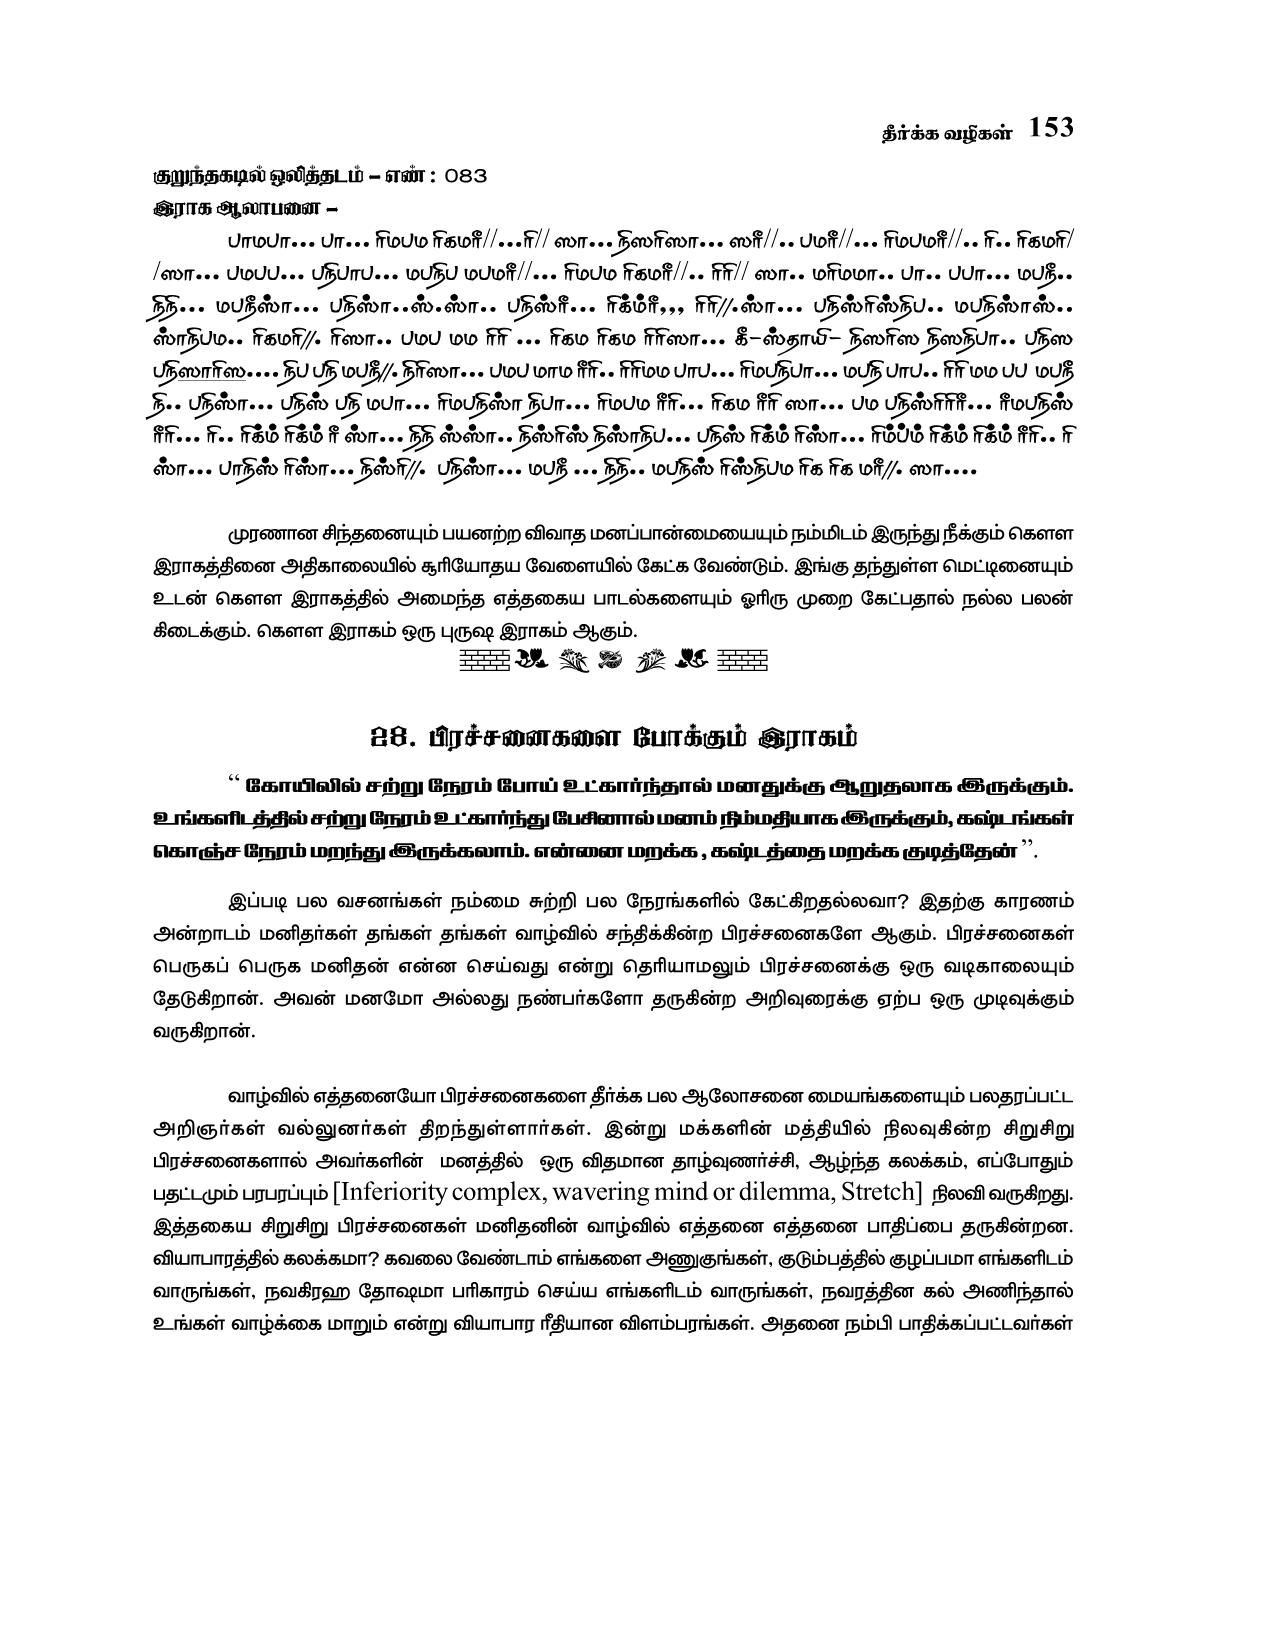 தீர்க்க வழிகள் 153
குறுந்தகடில் ஒலித்தடம் – எண் : 083
இராக ஆலாபனை –
பாமபா... பா... ரிமபம ரிகமரீ//...ரி// ஸா... நிஸரிஸா... ஸரீ//.. பமரீ//... ரிமபமரீ//.. ரி.. ரிகமரி/
/ஸா... பமபப... பநிபாப... மபநிப மபமரீ//... ரிமபம ரிகமரீ//.. ரிரி// ஸா.. மரிமமா.. பா.. பபா... மபநீ..
நிநி... மபநீஸ்ா... பநிஸ்ா..ஸ்.ஸ்ா.. பநிஸ்ரீ... ரிக்ம்ரீ,,, ரிரி//.ஸ்ா... பநிஸ்ரிஸ்நிப.. மபநிஸ்ாஸ்..
ஸ்ாநிபம.. ரிகமரி//. ரிஸா.. பமப மம ரிரி ... ரிகம ரிகம ரிரிஸா... கீ–ஸ்தாயி– நிஸரிஸ நிஸநிபா.. பநிஸ
பநிஸாரிஸ.... நிப பநி மபநீ//. நிரிஸா... பமப மாம ரீரி.. ரிரிமம பாப... ரிமபநிபா... மபநி பாப.. ரிரி மம பப மபநீ
நி.. பநிஸ்ா... பநிஸ் பநி மபா... ரிமபநிஸ்ா நிபா... ரிமபம ரீரி... ரிகம ரீரி ஸா... பம பநிஸ்ரிரிரீ... ரீமபநிஸ்
ரீரி... ரி.. ரிக்ம் ரிக்ம் ரீ ஸ்ா... நிநி ஸ்ஸ்ா.. நிஸ்ரிஸ் நிஸ்ாநிப... பநிஸ் ரிக்ம் ரிஸ்ா... ரிம்ப்ம் ரிக்ம் ரிக்ம் ரீரி.. ரி
ஸ்ா... பாநிஸ் ரிஸ்ா... நிஸ்ரி//. பநிஸ்ா... மபநீ ... நிநி.. மபநிஸ் ரிஸ்நிபம ரிக ரிக மரீ//. ஸா....
முரணான சிந்தனையும் பயனற்ற விவாத மனப்பான்மையையும் நம்மிடம் இருந்து நீக்கும் கௌள
இராகத்தினை அதிகாலையில் சூரியோதய வேளையில் கேட்க வேண்டும். இங்கு தந்துள்ள மெட்டினையும்
உடன் கௌள இராகத்தில் அமைந்த எத்தகைய பாடல்களையும் ஓரிரு முறை கேட்பதால் நல்ல பலன்
கிடைக்கும். கௌள இராகம் ஒரு புருஷ இராகம் ஆகும்.
28. பிரச்சனைகளை போக்கும் இராகம்
“ கோயிலில் சற்று நேரம் போய் உட்கார்ந்தால் மனதுக்கு ஆறுதலாக இருக்கும்.
உங்களிடத்தில் சற்று நேரம் உட்கார்ந்து பேசினால் மனம் நிம்மதியாக இருக்கும், கஷ்டங்கள்
கொஞ்ச நேரம் மறந்து இருக்கலாம். என்னை மறக்க , கஷ்டத்தை மறக்க குடித்தேன் ”.
இப்படி பல வசனங்கள் நம்மை சுற்றி பல நேரங்களில் கேட்கிறதல்லவா? இதற்கு காரணம்
அன்றாடம் மனிதர்கள் தங்கள் தங்கள் வாழ்வில் சந்திக்கின்ற பிரச்சனைகளே ஆகும். பிரச்சனைகள்
பெருகப் பெருக மனிதன் என்ன செய்வது என்று தெரியாமலும் பிரச்சனைக்கு ஒரு வடிகாலையும்
தேடுகிறான். அவன் மனமோ அல்லது நண்பர்களோ தருகின்ற அறிவுரைக்கு ஏற்ப ஒரு முடிவுக்கும்
வருகிறான்.
வாழ்வில் எத்தனையோ பிரச்சனைகளை தீர்க்க பல ஆலோசனை மையங்களையும் பலதரப்பட்ட
அறிஞர்கள் வல்லுனர்கள் திறந்துள்ளார்கள். இன்று மக்களின் மத்தியில் நிலவுகின்ற சிறுசிறு
பிரச்சனைகளால் அவர்களின் மனத்தில் ஒரு விதமான தாழ்வுணர்ச்சி, ஆழ்ந்த கலக்கம், எப்போதும்
பதட்டமும் பரபரப்பும் [Inferiority complex, wavering mind or dilemma, Stretch] நிலவி வருகிறது.
இத்தகைய சிறுசிறு பிரச்சனைகள் மனிதனின் வாழ்வில் எத்தனை எத்தனை பாதிப்பை தருகின்றன.
வியாபாரத்தில் கலக்கமா? கவலை வேண்டாம் எங்களை அணுகுங்கள், குடும்பத்தில் குழப்பமா எங்களிடம்
வாருங்கள், நவகிரஹ தோஷமா பரிகாரம் செய்ய எங்களிடம் வாருங்கள், நவரத்தின கல் அணிந்தால்
உங்கள் வாழ்க்கை மாறும் என்று வியாபார ரீதியான விளம்பரங்கள். அதனை நம்பி பாதிக்கப்பட்டவர்கள்